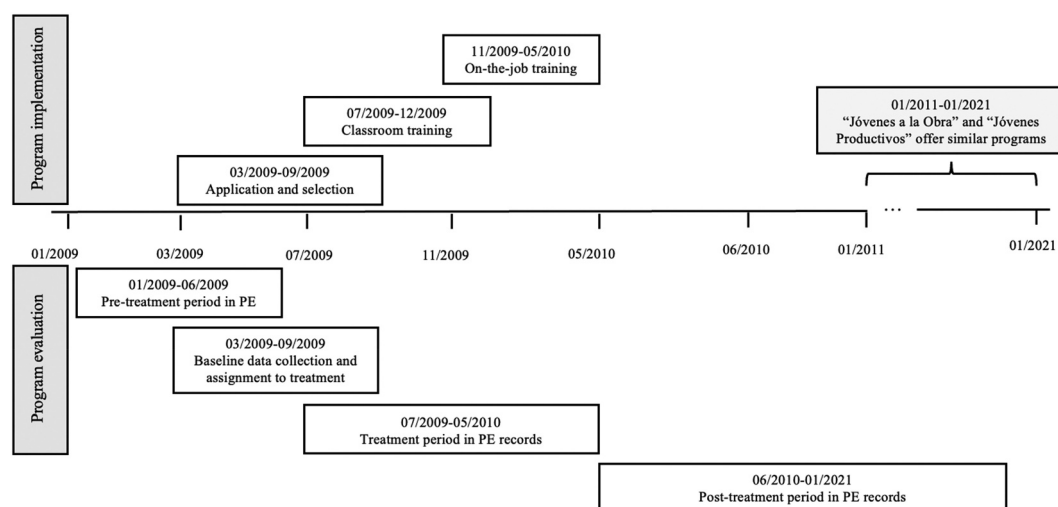 Program implementation
11/2009-05/2010
On-the-job training
07/2009-12/2009
Classroom training
01/2011-01/2021
“Jóvenes a la Obra” and “Jóvenes
Productivos” offer similar programs
03/2009-09/2009
Application and selection
...
01/2009
03/2009
07/2009
11/2009
05/2010
06/2010
01/2011
01/2021
Program evaluation
01/2009-06/2009
Pre-treatment period in PE
03/2009-09/2009
Baseline data collection and
assignment to treatment
07/2009-05/2010
Treatment period in PE records
06/2010-01/2021
Post-treatment period in PE records